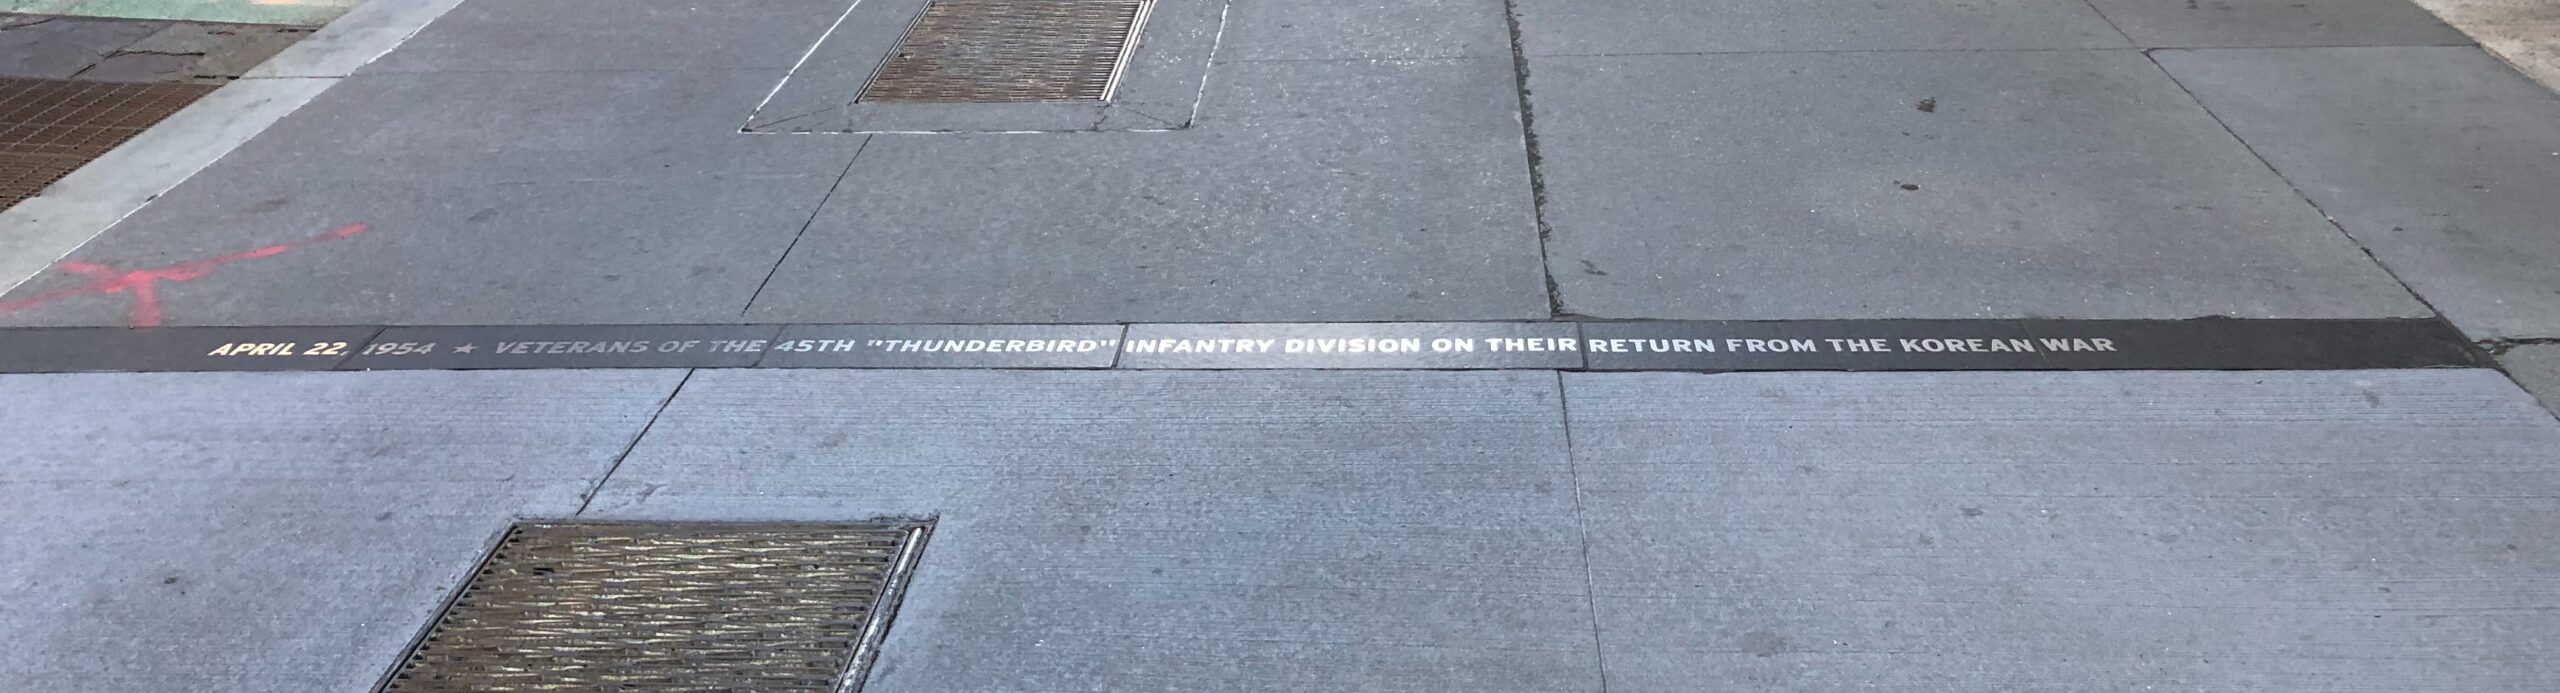 APRIL 22, 1954 ★ VETERANS OF THE 45TH "THUNDERBIRD" INFANTRY DIVISION ON THEIR RETURN FROM THE KOREAN WAR